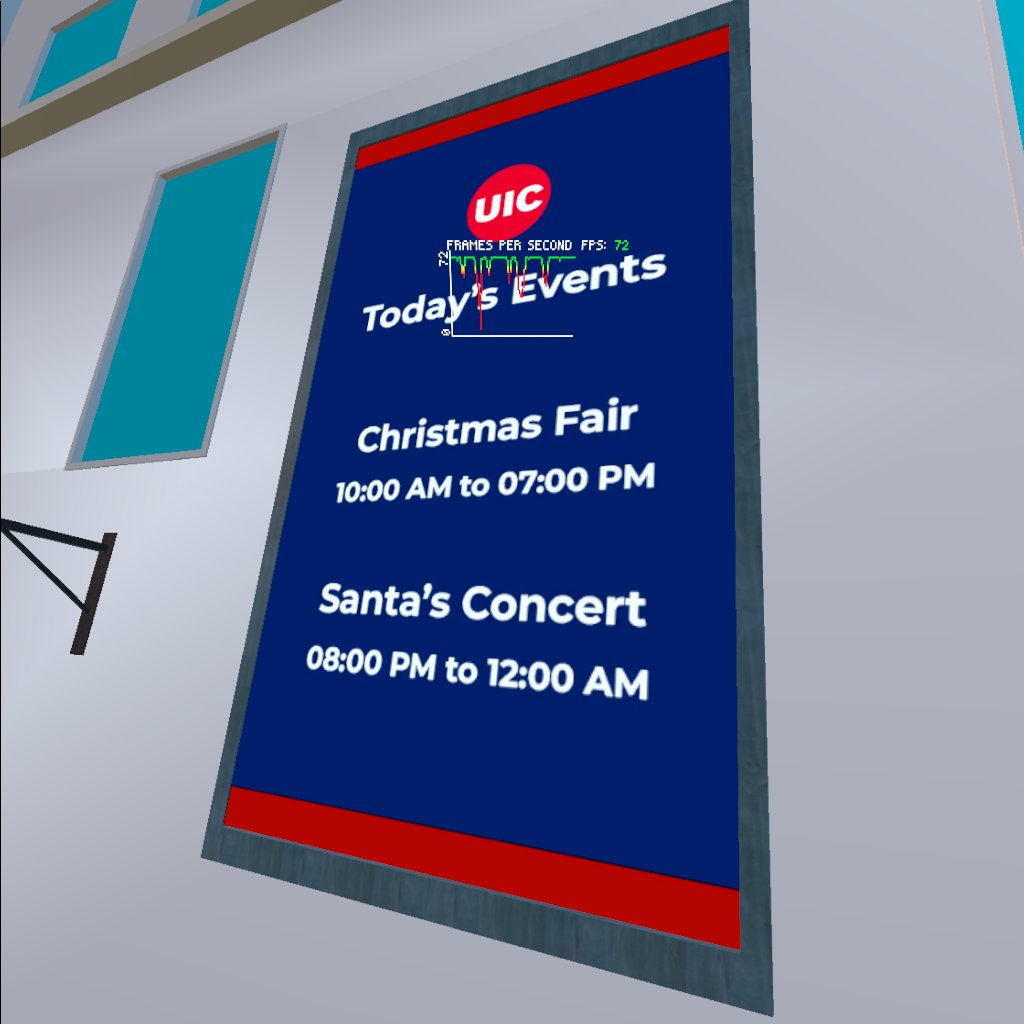 UIC
FRAMES PER SECOND FPS: 72
72
0
Today's Events
Christmas Fair
10:00 AM to 07:00 PM
Santa's Concert
08:00 PM to 12:00 AM